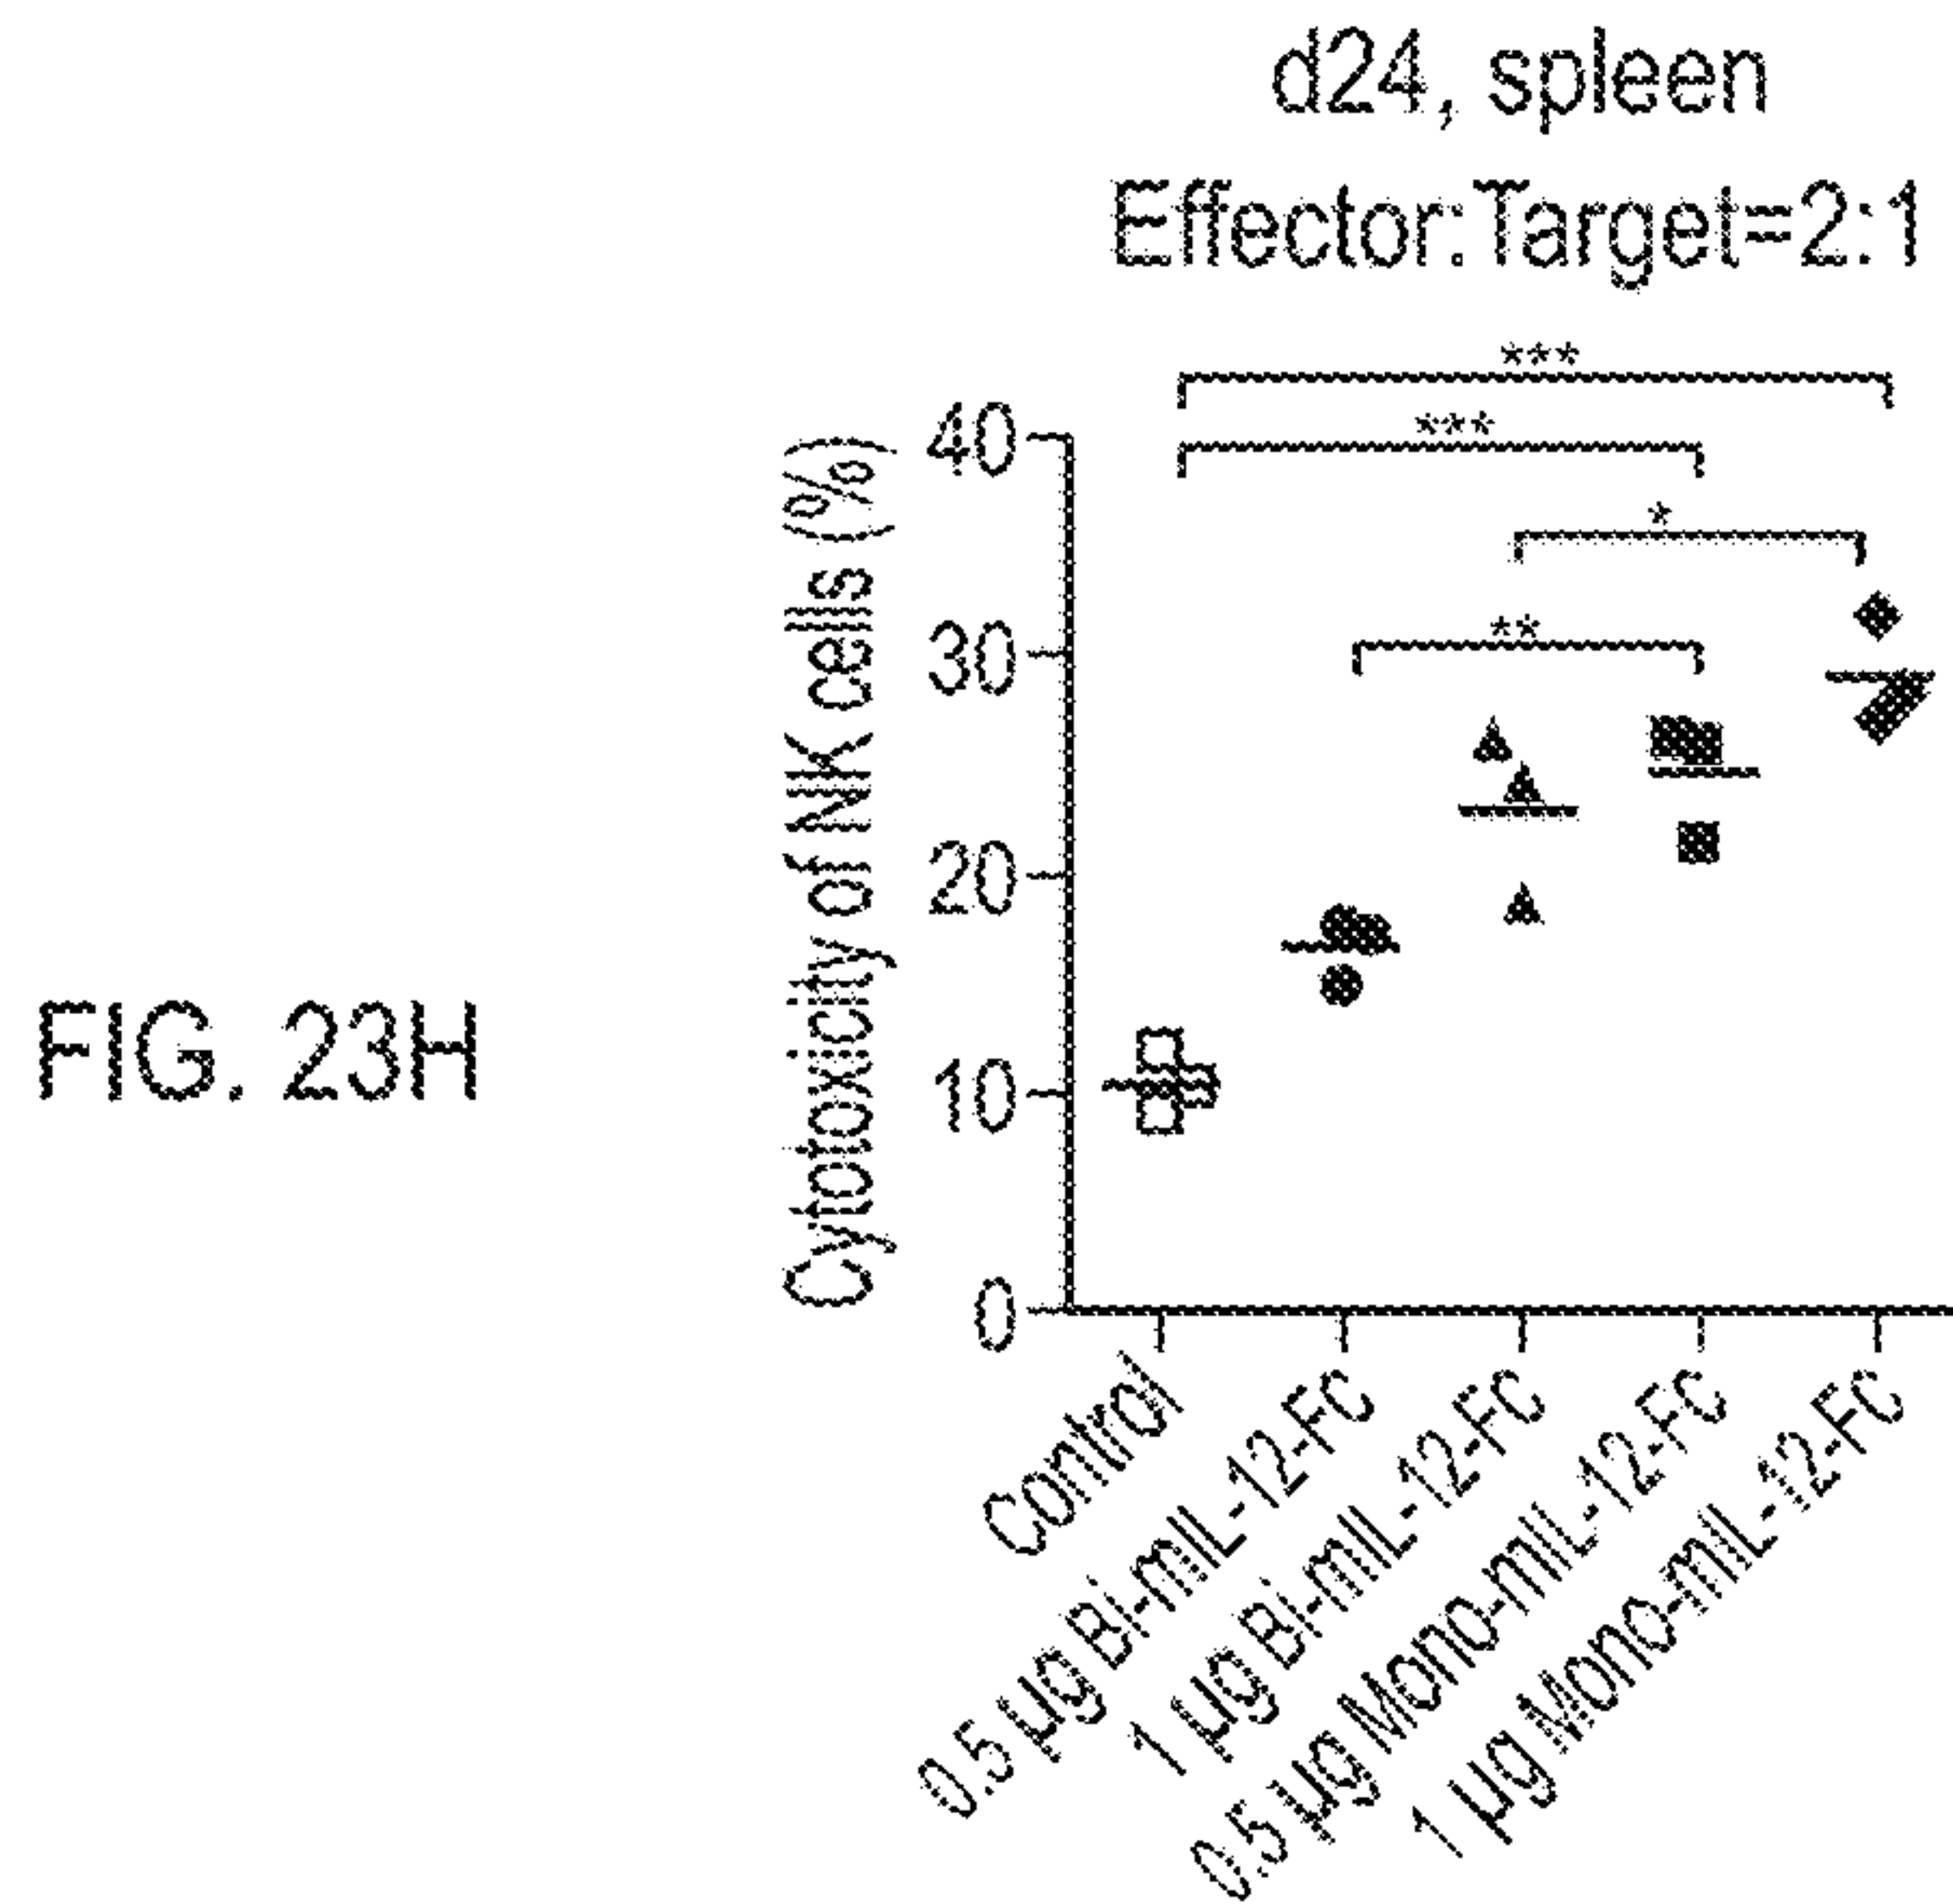 d24, spleen
Effector:Target=2:1
***
***
*
**
Cytotoxicity of NK cells (%)
40
30
20
10
0
Control
0.5 µg Bi-mIL-12-FC
1 µg Bi-mIL-12-FC
0.5 µg Mono-mIL-12-FC
1 µg Mono-mIL-12-FC
FIG. 23H